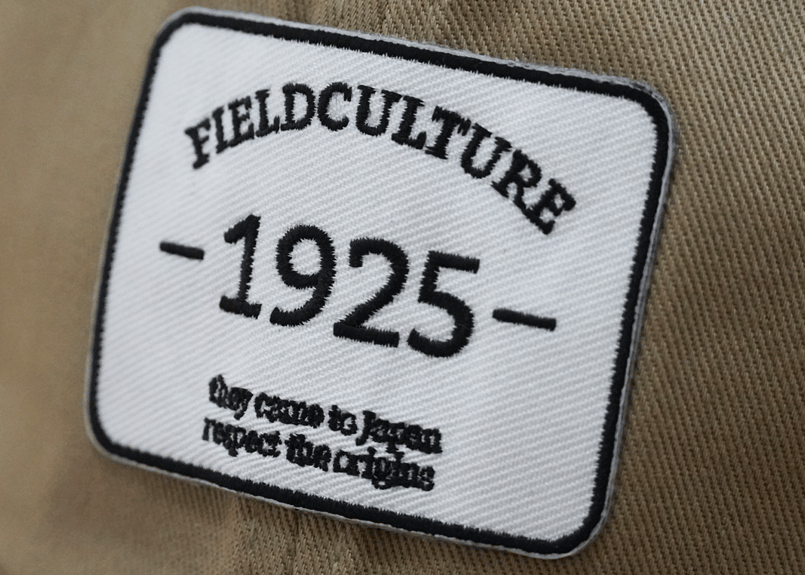 FIELDCULTURE
-1925-
they came to Japan
respect the origins